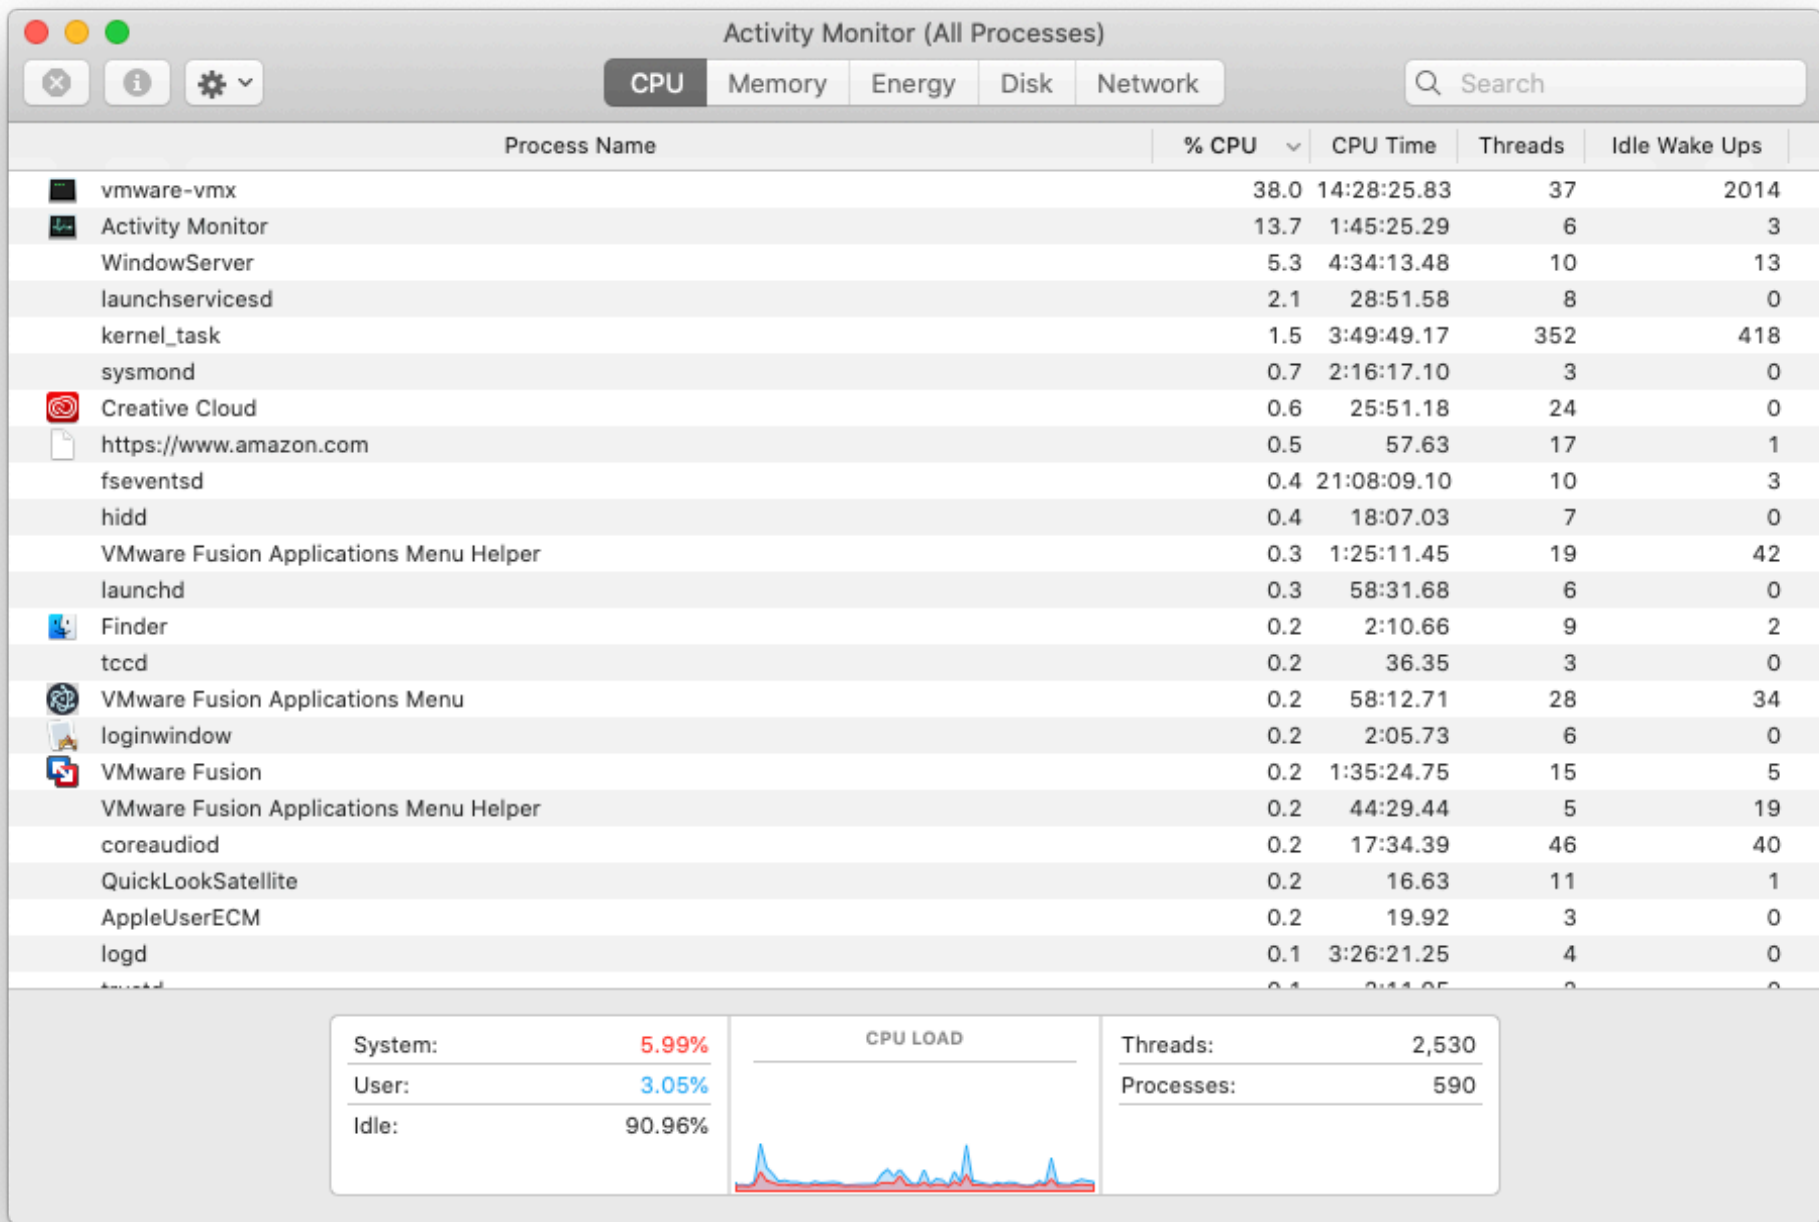 Activity Monitor (All Processes)
CPU Memory Energy Disk Network Search
Process Name % CPU CPU Time Threads Idle Wake Ups
vmware-vmx 38.0 14:28:25.83 37 2014
Activity Monitor 13.7 1:45:25.29 6 3
WindowServer 5.3 4:34:13.48 10 13
launchservicesd 2.1 28:51.58 8 0
kernel_task 1.5 3:49:49.17 352 418
sysmond 0.7 2:16:17.10 3 0
Creative Cloud 0.6 25:51.18 24 0
https://www.amazon.com 0.5 57.63 17 1
fseventsd 0.4 21:08:09.10 10 3
hidd 0.4 18:07.03 7 0
VMware Fusion Applications Menu Helper 0.3 1:25:11.45 19 42
launchd 0.3 58:31.68 6 0
Finder 0.2 2:10.66 9 2
tccd 0.2 36.35 3 0
VMware Fusion Applications Menu 0.2 58:12.71 28 34
loginwindow 0.2 2:05.73 6 0
VMware Fusion 0.2 1:35:24.75 15 5
VMware Fusion Applications Menu Helper 0.2 44:29.44 5 19
coreaudiod 0.2 17:34.39 46 40
QuickLookSatellite 0.2 16.63 11 1
AppleUserECM 0.2 19.92 3 0
logd 0.1 3:26:21.25 4 0
System: 5.99%
User: 3.05%
Idle: 90.96%
CPU LOAD
Threads: 2,530
Processes: 590